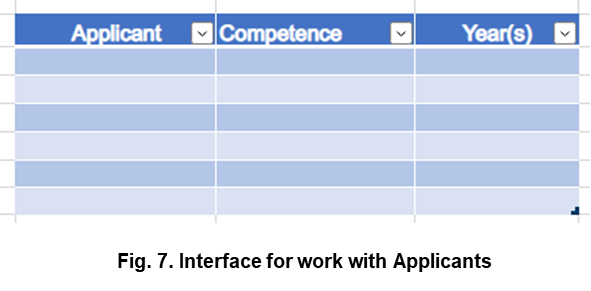 Applicant Competence Year(s)
Fig. 7. Interface for work with Applicants